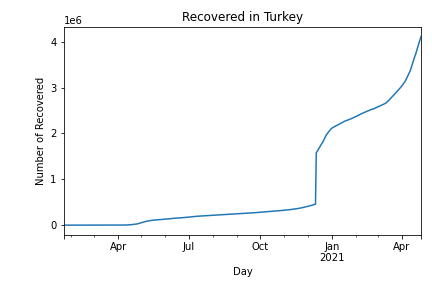 Recovered in Turkey
1e6
4
3
2
1
0
Number of Recovered
Apr
Jul
Oct
Jan
2021
Apr
Day